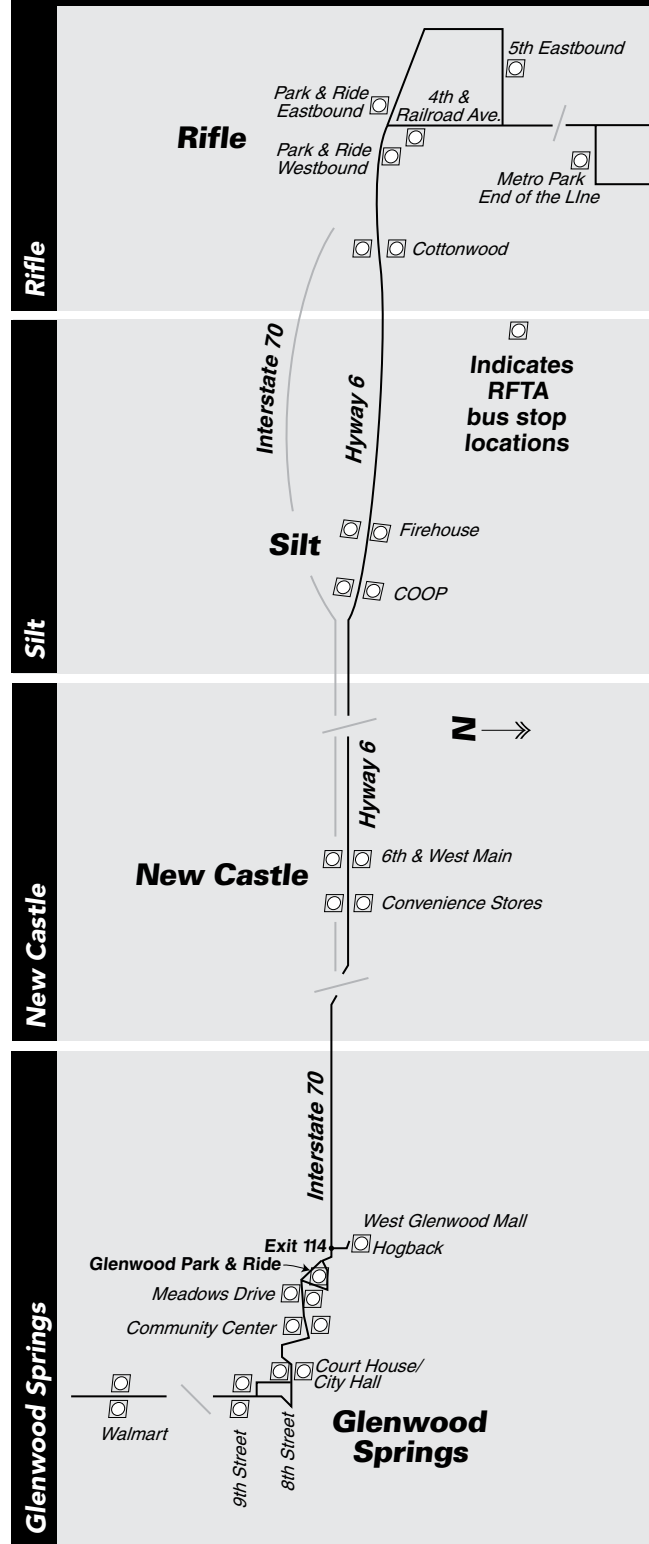 Rifle
5th Eastbound
Park & Ride
Eastbound
4th &
Railroad Ave.
Rifle
Park & Ride
Westbound
Metro Park
End of the LIne
Cottonwood
Silt
Interstate 70
Hyway 6
Indicates
RFTA
bus stop
locations
Silt
Firehouse
COOP
New Castle
N
Hyway 6
New Castle
6th & West Main
Convenience Stores
Glenwood Springs
Interstate 70
West Glenwood Mall
Exit 114
Hogback
Glenwood Park & Ride
Meadows Drive
Community Center
Court House/
City Hall
Walmart
9th Street
8th Street
Glenwood
Springs